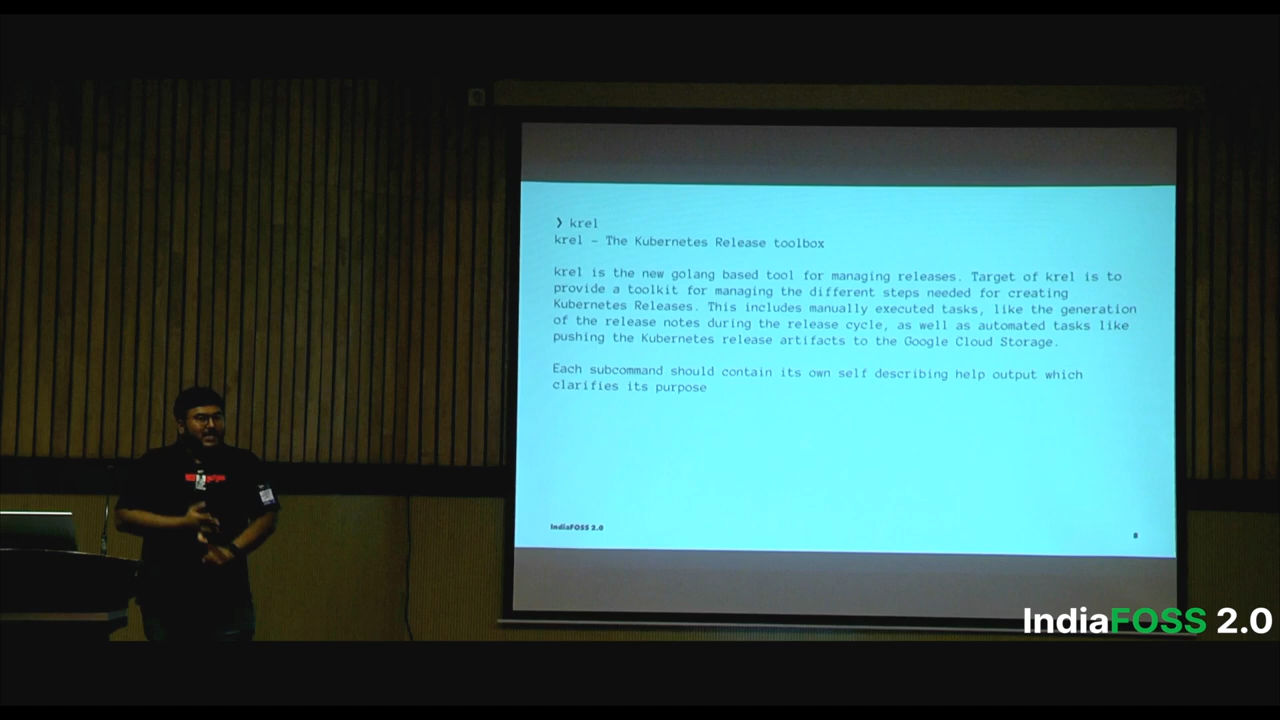 ❯ krel
krel – The Kubernetes Release toolbox
krel is the new golang based tool for managing releases. Target of krel is to
provide a toolkit for managing the different steps needed for creating
Kubernetes Releases. This includes manually executed tasks, like the generation
of the release notes during the release cycle, as well as automated tasks like
pushing the Kubernetes release artifacts to the Google Cloud Storage.
Each subcommand should contain its own self describing help output which
clarifies its purpose
IndiaFOSS 2.0
8
IndiaFOSS 2.0